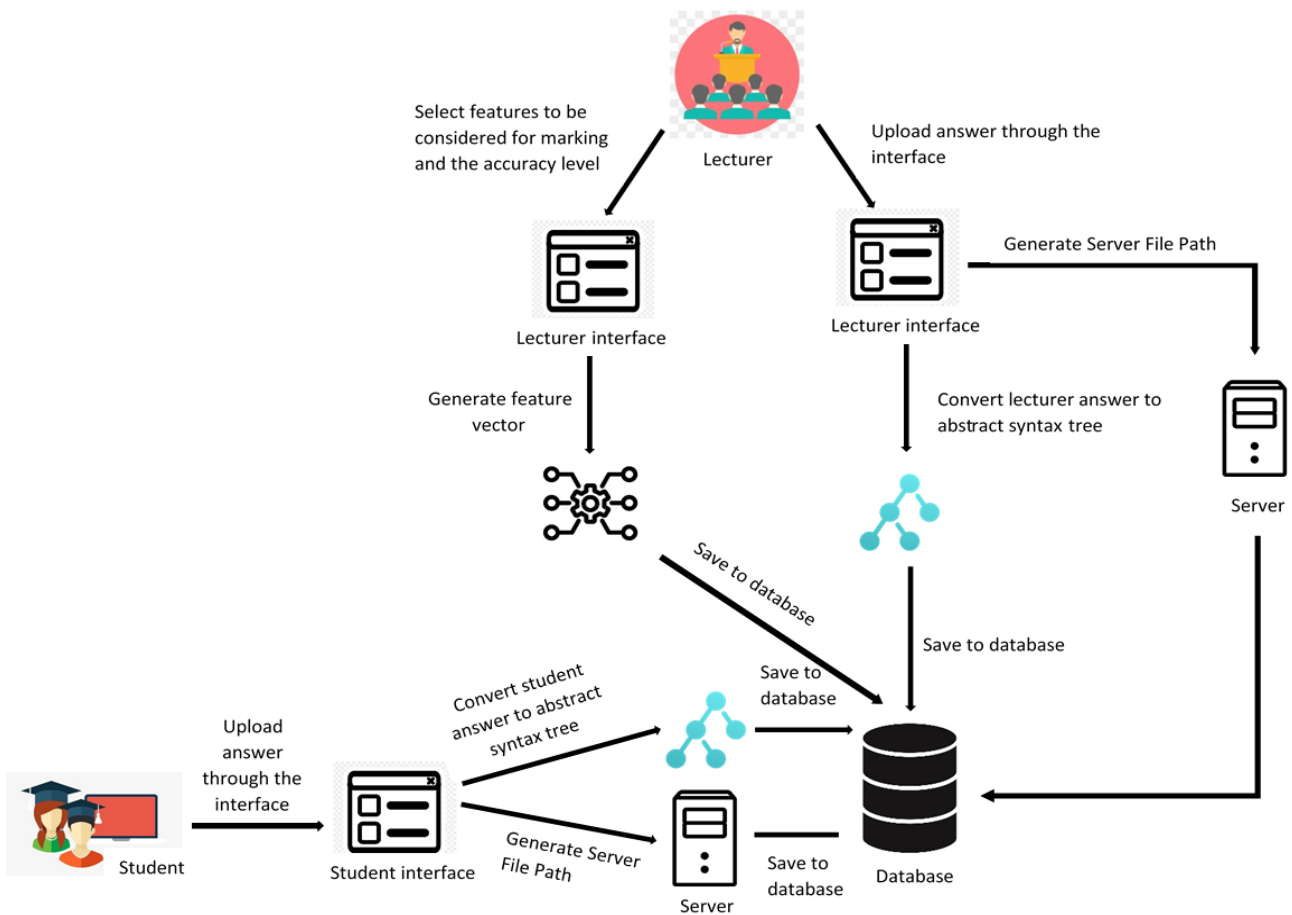 Select features to be
considered for marking
and the accuracy level
Lecturer
Upload answer through the
interface
Generate Server File Path
Lecturer interface
Lecturer interface
Generate feature
vector
Convert lecturer answer to
abstract syntax tree
Server
Save to database
Save to database
Convert student
answer to abstract
syntax tree
Save to
database
Upload
answer
through the
interface
Student
Student interface
Generate Server
File Path
Server
Save to
database
Database